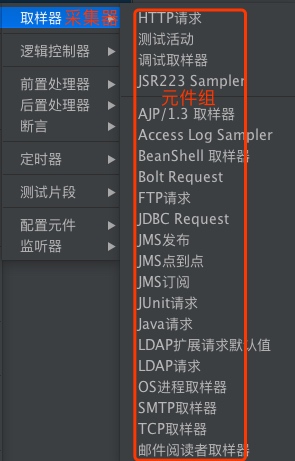 取样器 采集器
逻辑控制器
前置处理器
后置处理器
断言
定时器
测试片段
配置元件
监听器
HTTP请求
测试活动
调试取样器
JSR223 Sampler
元件组
AJP/1.3 取样器
Access Log Sampler
BeanShell 取样器
Bolt Request
FTP请求
JDBC Request
JMS发布
JMS点到点
JMS订阅
JUnit请求
Java请求
LDAP扩展请求默认值
LDAP请求
OS进程取样器
SMTP取样器
TCP取样器
邮件阅读者取样器